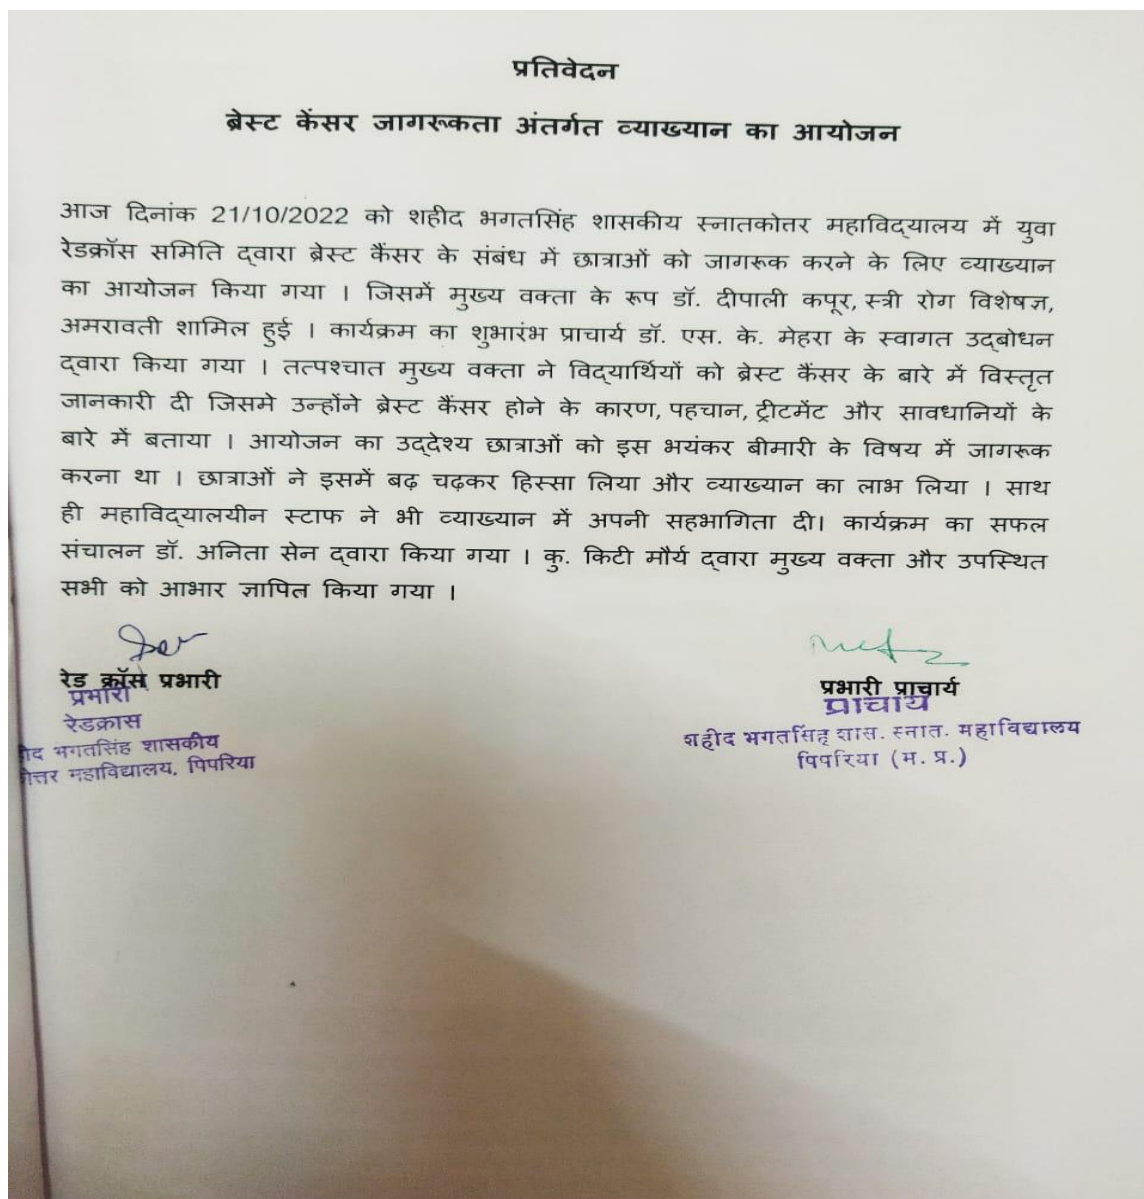 प्रतिवेदन
ब्रेस्ट कैंसर जागरूकता अंतर्गत व्याख्यान का आयोजन
आज दिनांक 21/10/2022 को शहीद भगतसिंह शासकीय स्नातकोतर महाविद्यालय में युवा
रेडक्रॉस समिति द्वारा ब्रेस्ट कैंसर के संबंध में छात्राओं को जागरूक करने के लिए व्याख्यान
का आयोजन किया गया । जिसमें मुख्य वक्ता के रूप डॉ. दीपाली कपूर, स्त्री रोग विशेषज्ञ,
अमरावती शामिल हुई । कार्यक्रम का शुभारंभ प्राचार्य डॉ. एस. के. मेहरा के स्वागत उद्बोधन
द्वारा किया गया । तत्पश्चात मुख्य वक्ता ने विद्यार्थियों को ब्रेस्ट कैंसर के बारे में विस्तृत
जानकारी दी जिसमे उन्होंने ब्रेस्ट कैंसर होने के कारण, पहचान, ट्रीटमेंट और सावधानियों के
बारे में बताया । आयोजन का उद्देश्य छात्राओं को इस भयंकर बीमारी के विषय में जागरूक
करना था । छात्राओं ने इसमें बढ़ चढ़कर हिस्सा लिया और व्याख्यान का लाभ लिया । साथ
ही महाविद्यालयीन स्टाफ ने भी व्याख्यान में अपनी सहभागिता दी। कार्यक्रम का सफल
संचालन डॉ. अनिता सेन द्वारा किया गया । कु. किटी मौर्य द्वारा मुख्य वक्ता और उपस्थित
सभी को आभार ज्ञापित किया गया ।
रेड क्रॉस प्रभारी
प्रभारी
रेडक्रास
भगतसिंह शासकीय
महाविद्यालय, पिपरिया
प्रभारी प्राचार्य
प्राचार्य
शहीद भगतसिंह शास. स्नात. महाविद्यालय
पिपरिया (म. प्र.)